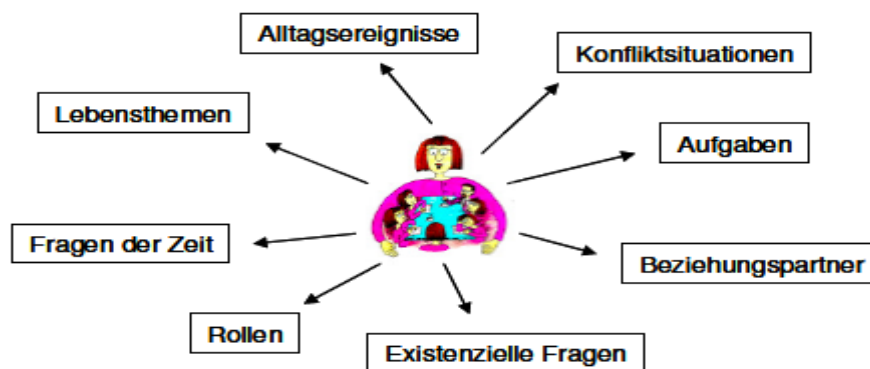 Alltagsereignisse
Konfliktsituationen
Lebensthemen
Aufgaben
Fragen der Zeit
Beziehungspartner
Rollen
Existenzielle Fragen